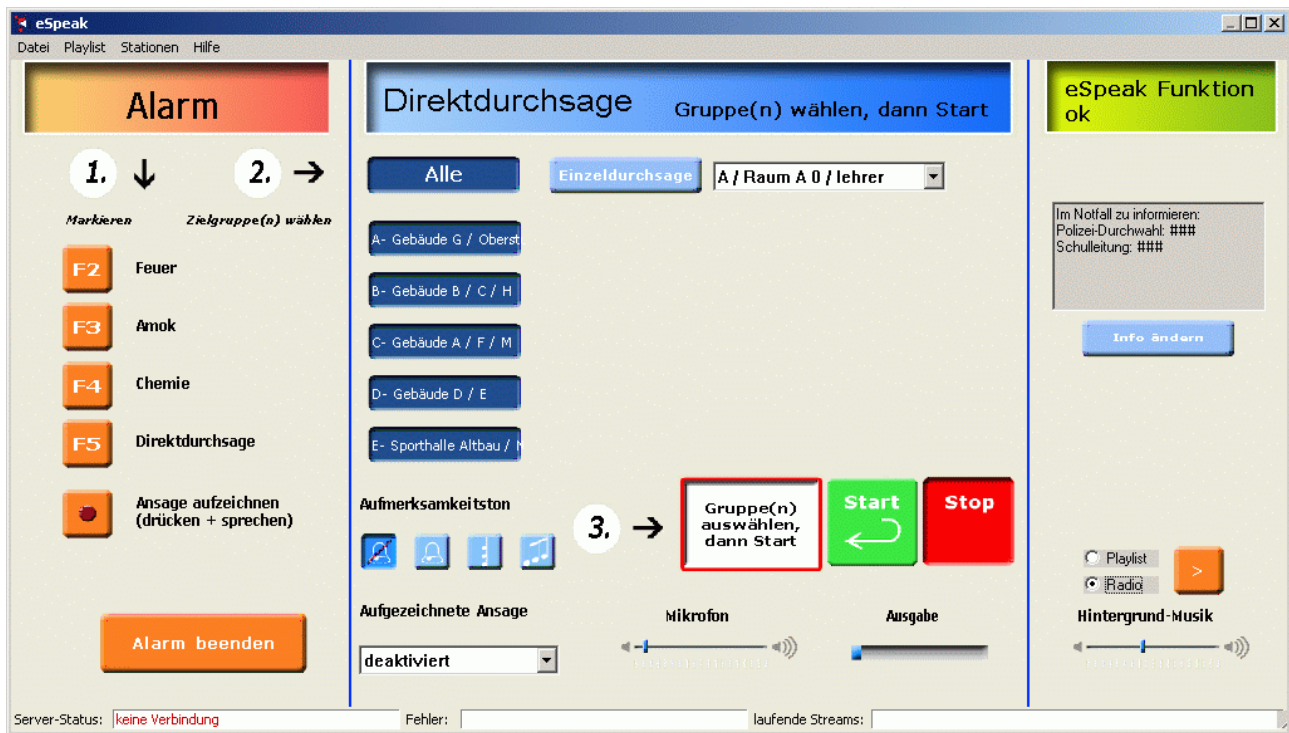 eSpeak
Datei Playlist Stationen Hilfe
Alarm
1. 2.
Markieren Zielgruppe(n) wählen
F2 Feuer
F3 Amok
F4 Chemie
F5 Direktdurchsage
Ansage aufzeichnen
(drücken + sprechen)
Alarm beenden
Direktdurchsage Gruppe(n) wählen, dann Start
Alle Einzeldurchsage A / Raum A 0 / lehrer
A- Gebäude G / Oberst
B- Gebäude B / C / H
C- Gebäude A / F / M
D- Gebäude D / E
E- Sporthalle Altbau /
Aufmerksamkeitston
3.
Gruppe(n)
auswählen,
dann Start
Start
Stop
Aufgezeichnete Ansage
deaktiviert
Mikrofon
Ausgabe
eSpeak Funktion
ok
Im Notfall zu informieren:
Polizei-Durchwahl: ###
Schulleitung: ###
Info ändern
Playlist
Radio
>
Hintergrund-Musik
Server-Status: keine Verbindung Fehler: laufende Streams: